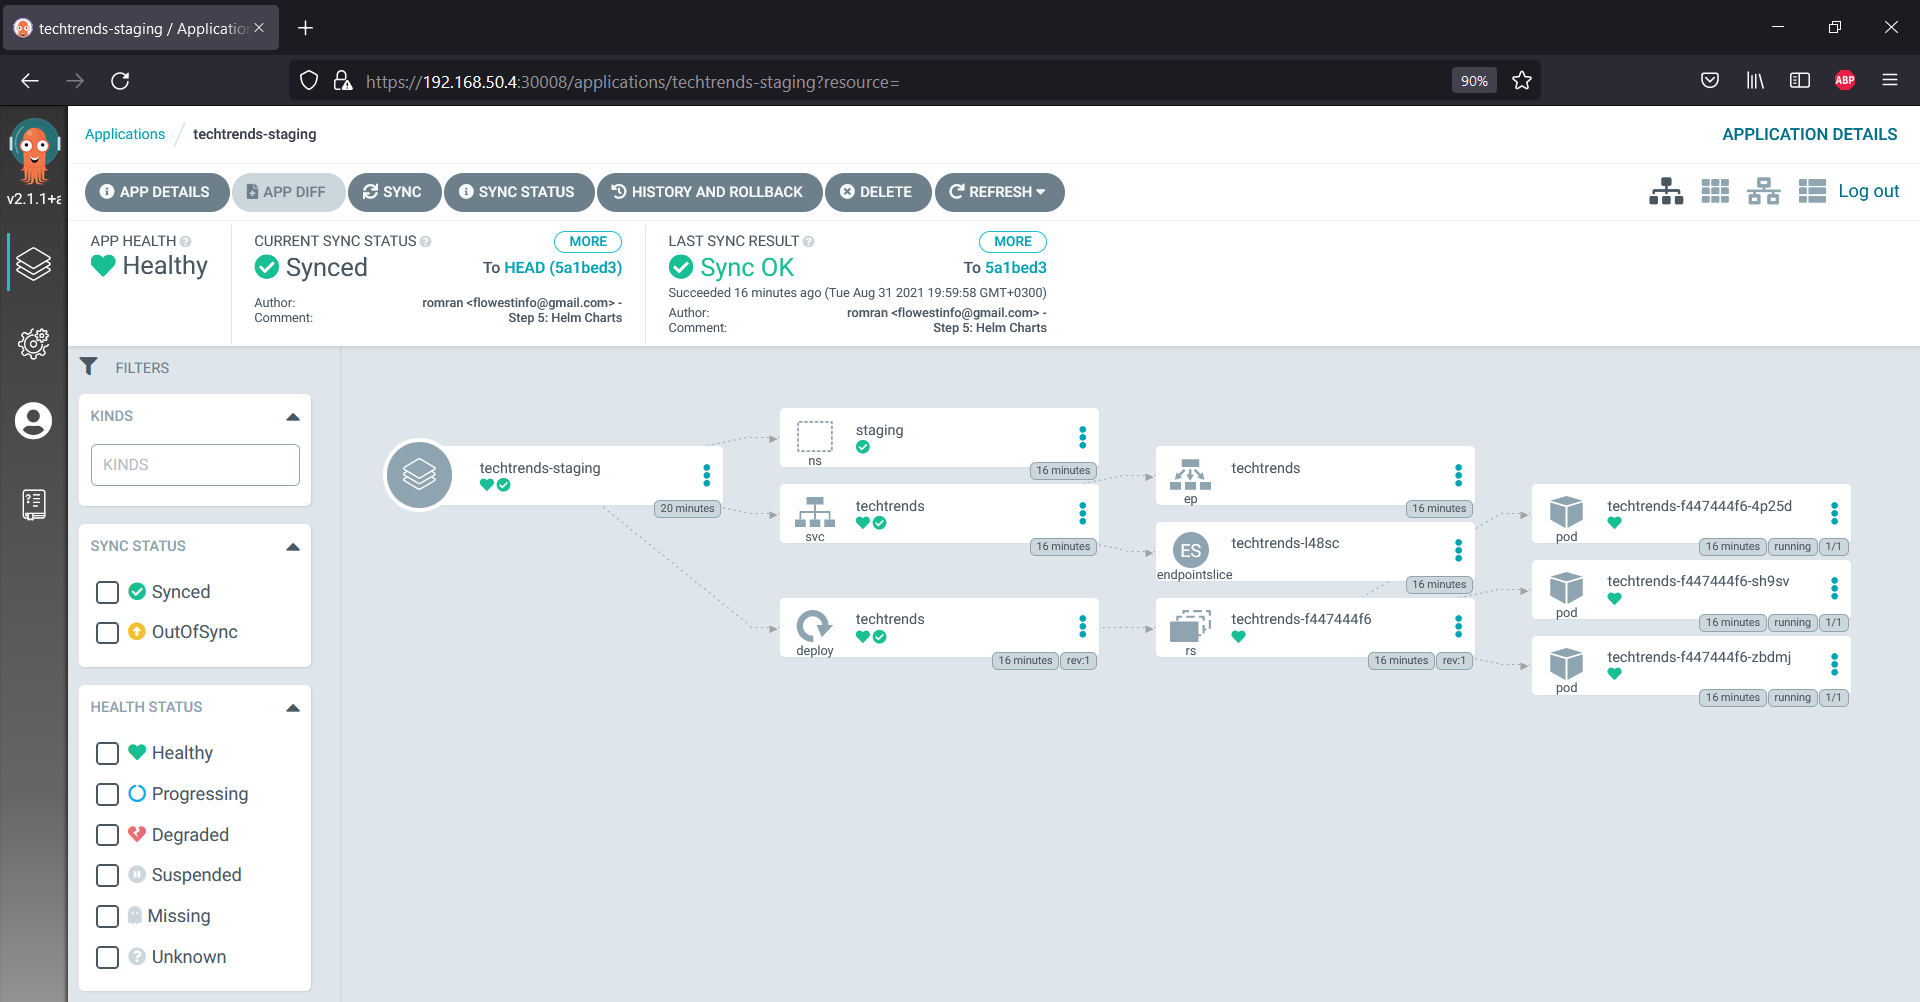 techtrends-staging / Applicatio
https://192.168.50.4:30008/applications/techtrends-staging?resource=
90%
ABP
Applications / techtrends-staging
APPLICATION DETAILS
v2.1.1+a
APP DETAILS
APP DIFF
SYNC
SYNC STATUS
HISTORY AND ROLLBACK
DELETE
REFRESH
Log out
APP HEALTH
Healthy
CURRENT SYNC STATUS
MORE
Synced
To HEAD (5a1bed3)
Author: romran <flowestinfo@gmail.com> -
Comment: Step 5: Helm Charts
LAST SYNC RESULT
MORE
Sync OK
To 5a1bed3
Succeeded 16 minutes ago (Tue Aug 31 2021 19:59:58 GMT+0300)
Author: romran <flowestinfo@gmail.com> -
Comment: Step 5: Helm Charts
FILTERS
KINDS
KINDS
SYNC STATUS
Synced
OutOfSync
HEALTH STATUS
Healthy
Progressing
Degraded
Suspended
Missing
Unknown
techtrends-staging
20 minutes
staging
ns
16 minutes
techtrends
svc
16 minutes
techtrends
deploy
16 minutes rev:1
techtrends
ep
16 minutes
ES
techtrends-l48sc
endpointslice
16 minutes
techtrends-f447444f6
rs
16 minutes rev:1
techtrends-f447444f6-4p25d
pod
16 minutes running 1/1
techtrends-f447444f6-sh9sv
pod
16 minutes running 1/1
techtrends-f447444f6-zbdmj
pod
16 minutes running 1/1